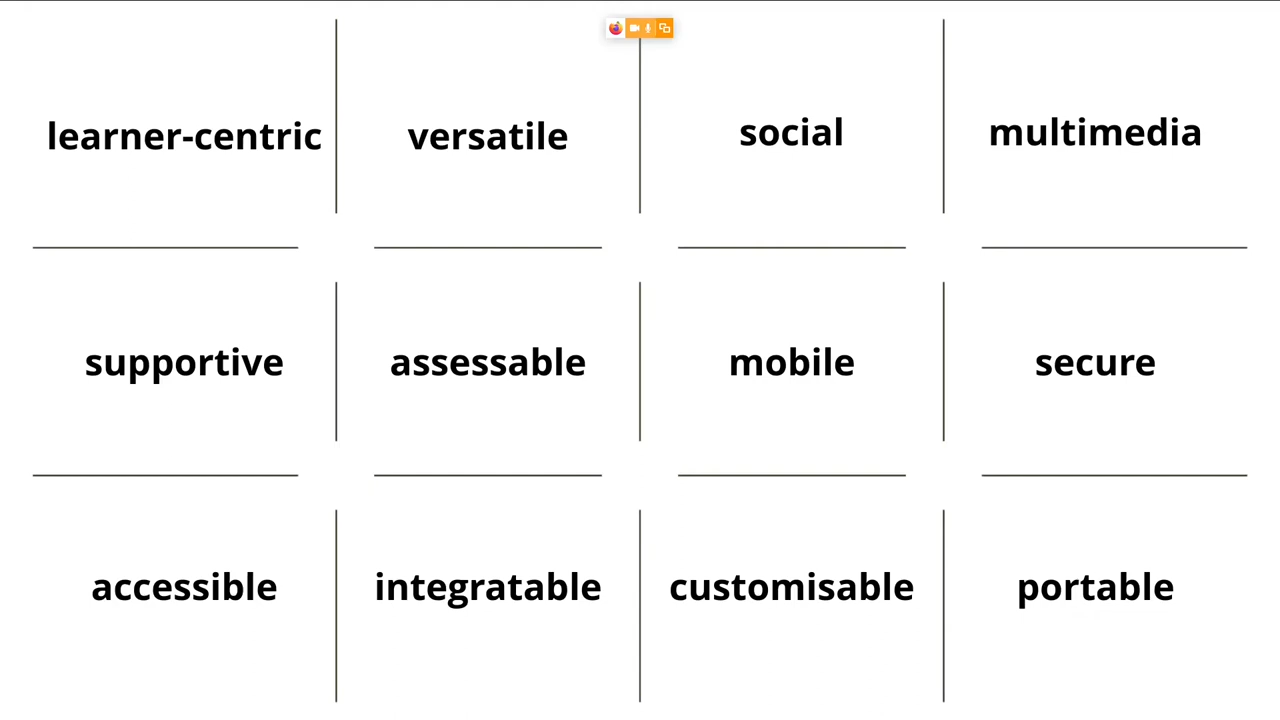 learner-centric
versatile
social
multimedia
supportive
assessable
mobile
secure
accessible
integratable
customisable
portable